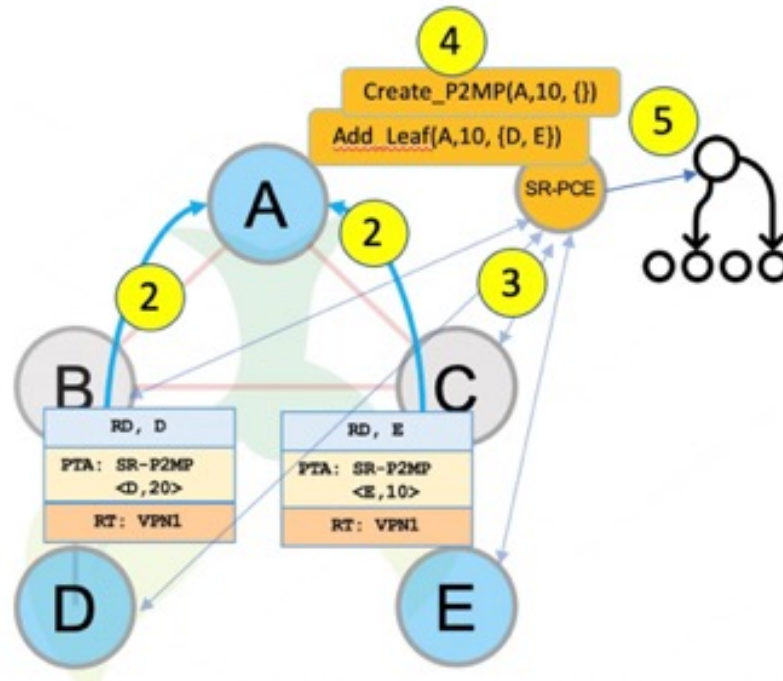 4
Create_P2MP(A,10, {})
Add_Leaf(A,10, {D, E})
5
SR-PCE
A
2
2
3
B
C
RD, D
PTA: SR-P2MP
<D,20>
RT: VPN1
RD, E
PTA: SR-P2MP
<E,10>
RT: VPN1
D
E